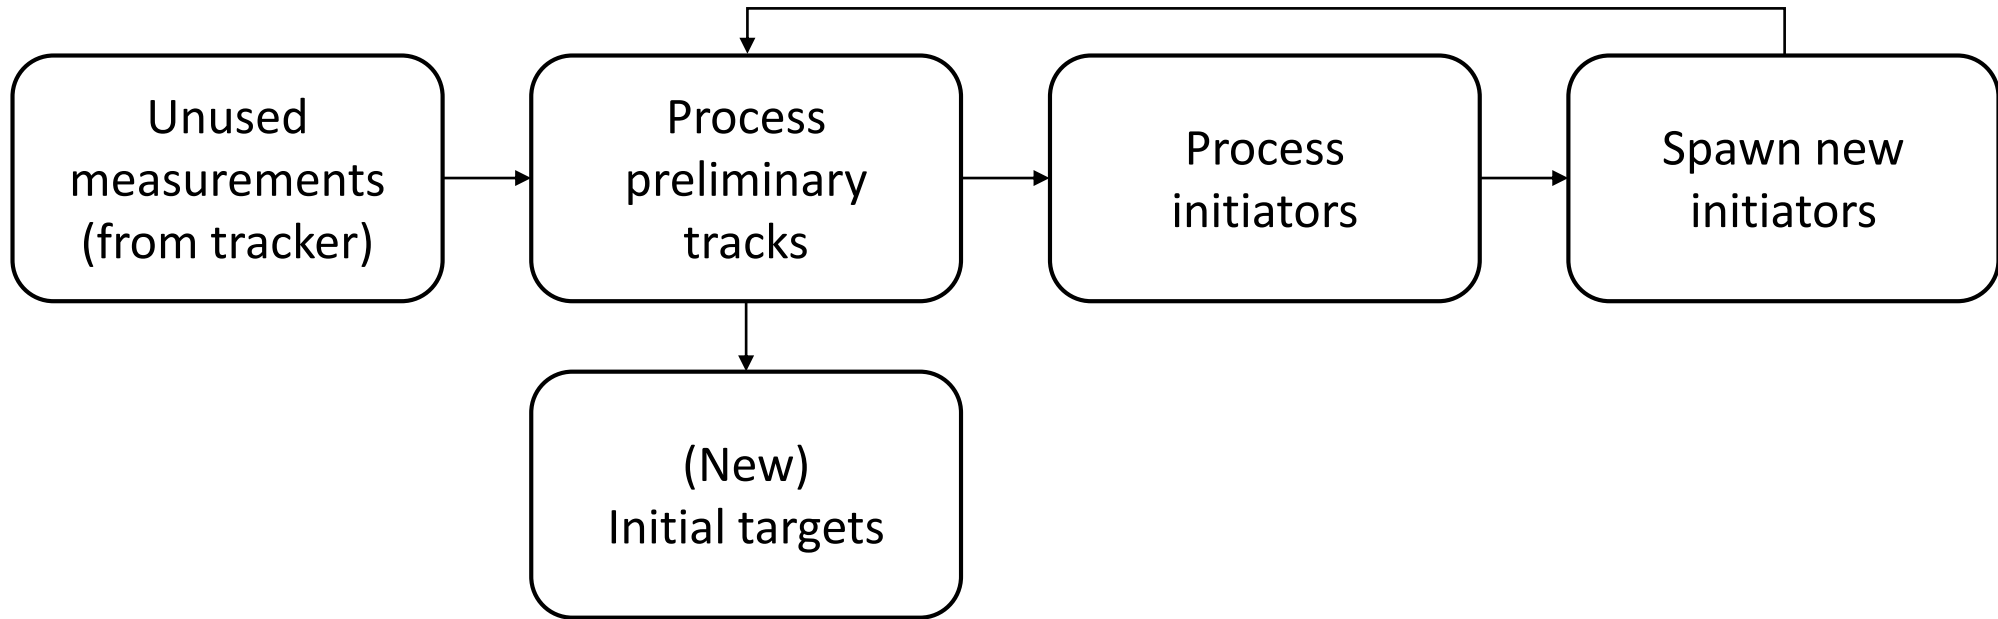 Unused
measurements
(from tracker)
Process
preliminary
tracks
Process
initiators
Spawn new
initiators
(New)
Initial targets